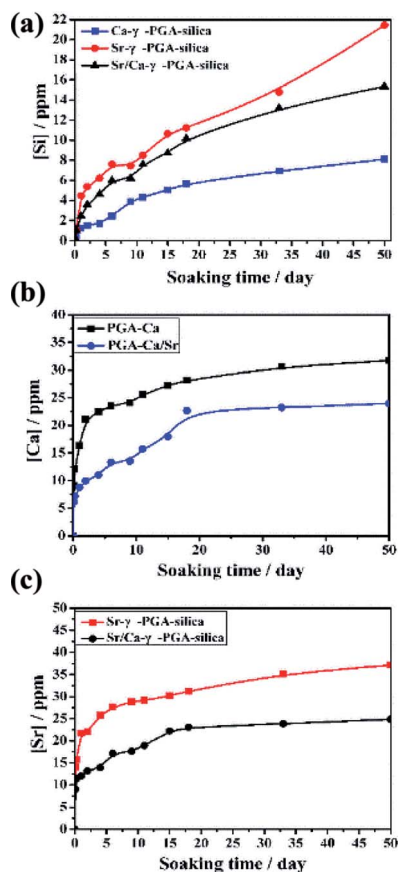 (a)
Ca-γ -PGA-silica
Sr-γ -PGA-silica
Sr/Ca-γ -PGA-silica
[Si] / ppm
22
20
18
16
14
12
10
8
6
4
2
0
0 5 10 15 20 25 30 35 40 45 50
Soaking time / day
(b)
PGA-Ca
PGA-Ca/Sr
[Ca] / ppm
40
35
30
25
20
15
10
5
0
0 5 10 15 20 25 30 35 40 45 50
Soaking time / day
(c)
Sr-γ -PGA-silica
Sr/Ca-γ -PGA-silica
[Sr] / ppm
50
45
40
35
30
25
20
15
10
5
0
0 5 10 15 20 25 30 35 40 45 50
Soaking time / day